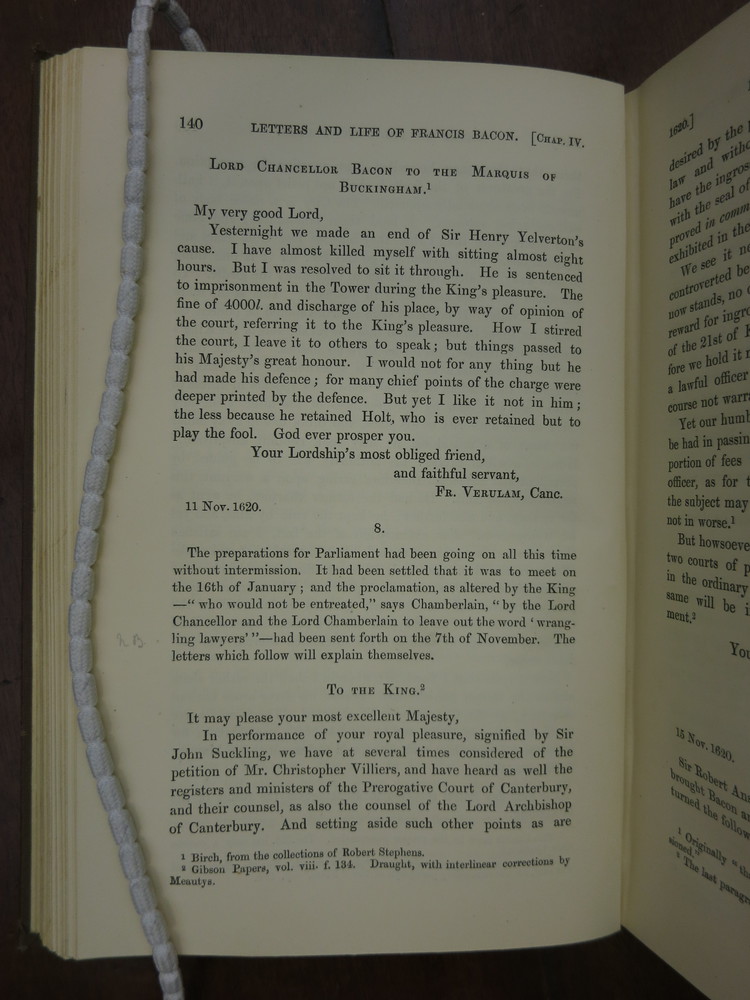 140 LETTERS AND LIFE OF FRANCIS BACON. [CHAP. IV.
LORD CHANCELLOR BACON TO THE MARQUIS OF
BUCKINGHAM.1
My very good Lord,
Yesternight we made an end of Sir Henry Yelverton's
cause. I have almost killed myself with sitting almost eight
hours. But I was resolved to sit it through. He is sentenced
to imprisonment in the Tower during the King's pleasure. The
fine of 4000l. and discharge of his place, by way of opinion of
the court, referring it to the King's pleasure. How I stirred
the court, I leave it to others to speak; but things passed to
his Majesty's great honour. I would not for any thing but he
had made his defence; for many chief points of the charge were
deeper printed by the defence. But yet I like it not in him;
the less because he retained Holt, who is ever retained but to
play the fool. God ever prosper you.
Your Lordship's most obliged friend,
and faithful servant,
FR. VERULAM, Canc.
11 Nov. 1620.
8.
The preparations for Parliament had been going on all this time
without intermission. It had been settled that it was to meet on
the 16th of January; and the proclamation, as altered by the King
—"who would not be entreated," says Chamberlain, "by the Lord
Chancellor and the Lord Chamberlain to leave out the word 'wrang-
ling lawyers'"—had been sent forth on the 7th of November. The
letters which follow will explain themselves.
TO THE KING.2
It may please your most excellent Majesty,
In performance of your royal pleasure, signified by Sir
John Suckling, we have at several times considered of the
petition of Mr. Christopher Villiers, and have heard as well the
registers and ministers of the Prerogative Court of Canterbury,
and their counsel, as also the counsel of the Lord Archbishop
of Canterbury. And setting aside such other points as are
1 Birch, from the collections of Robert Stephens.
2 Gibson Papers, vol. viii. f. 134. Draught, with interlinear corrections by
Meautys.
1620.]
desired by the
law and
have the
with the seal of
proved in
exhibited in the
We see it
controverted
now stands, no
reward for
of the 21st of
fore we hold it
a lawful officer
course not
Yet our
be had in
portion of fees
officer, as for
the subject may
not in worse.1
But
two courts of
in the ordinary
same will be
ment.2
15 Nov. 1620.
Sir Robert
brought Bacon
turned the
1 Originally
2 The last